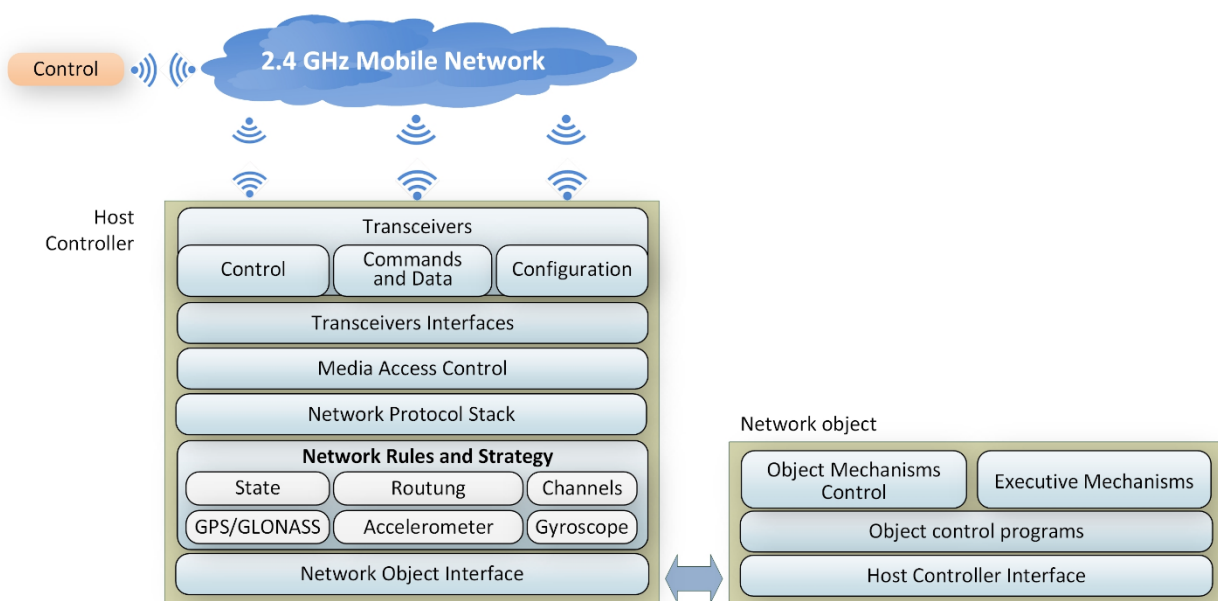 2.4 GHz Mobile Network
Control
Host
Controller
Transceivers
Control
Commands
and Data
Configuration
Transceivers Interfaces
Media Access Control
Network Protocol Stack
Network Rules and Strategy
State
Routung
Channels
GPS/GLONASS
Accelerometer
Gyroscope
Network Object Interface
Network object
Object Mechanisms
Control
Executive Mechanisms
Object control programs
Host Controller Interface